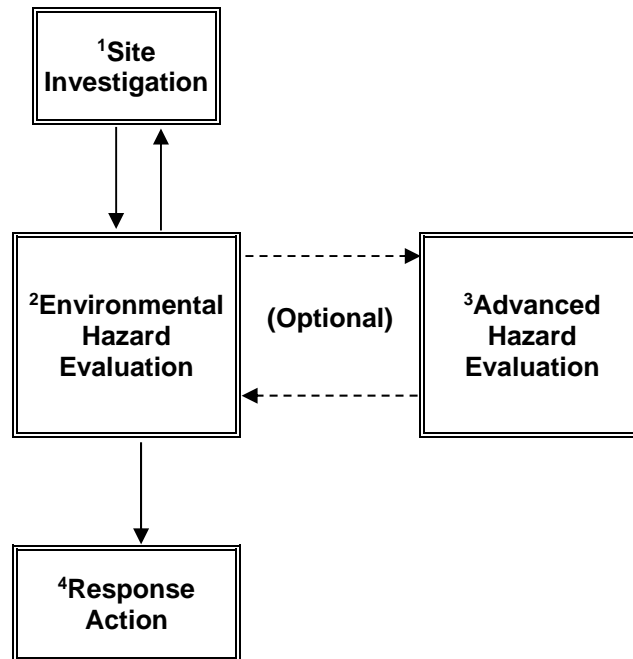 ¹Site
Investigation
²Environmental
Hazard
Evaluation
(Optional)
³Advanced
Hazard
Evaluation
⁴Response
Action